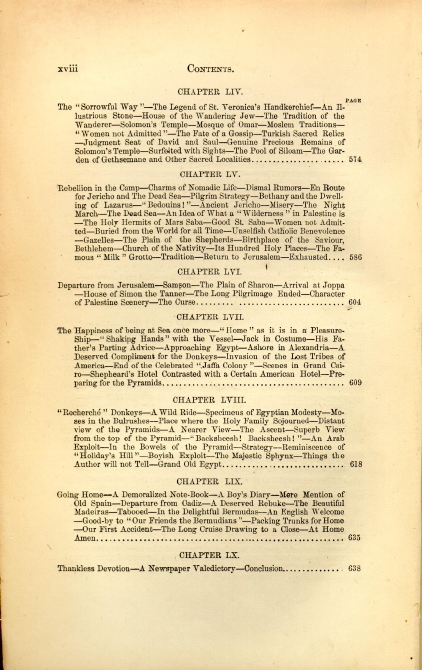 xviii CONTENTS.
CHAPTER LIV.
PAGE
The "Sorrowful Way"—The Legend of St. Veronica's Handkerchief—An Il-
lustrious Stone—House of the Wandering Jew—The Tradition of the
Wanderer—Solomon's Temple—Mosque of Omar—Moslem Traditions—
"Women not Admitted"—The Fate of a Gossip—Turkish Sacred Relics
—Judgment Seat of David and Saul—Genuine Precious Remains of
Solomon's Temple—Surfeited with Sights—The Pool of Siloam—The Gar-
den of Gethsemane and Other Sacred Localities..................... 574
CHAPTER LV.
Rebellion in the Camp—Charms of Nomadic Life—Dismal Rumors—En Route
for Jericho and The Dead Sea—Pilgrim Strategy—Bethany and the Dwell-
ing of Lazarus—"Bedouins!"—Ancient Jericho—Misery—The Night
March—The Dead Sea—An Idea of What a "Wilderness" in Palestine is
—The Holy Hermits of Mars Saba—Good St. Saba—Women not Admit-
ted—Buried from the World for all Time—Unselfish Catholic Benevolence
—Gazelles—The Plain of the Shepherds—Birthplace of the Saviour,
Bethlehem—Church of the Nativity—Its Hundred Holy Places—The Fa-
mous "Milk" Grotto—Tradition—Return to Jerusalem—Exhausted.... 586
CHAPTER LVI.
Departure from Jerusalem—Samson—The Plain of Sharon—Arrival at Joppa
—House of Simon the Tanner—The Long Pilgrimage Ended—Character
of Palestine Scenery—The Curse.................................... 604
CHAPTER LVII.
The Happiness of being at Sea once more—"Home" as it is in a Pleasure-
Ship—"Shaking Hands" with the Vessel—Jack in Costume—His Fa-
ther's Parting Advice—Approaching Egypt—Ashore in Alexandria—A
Deserved Compliment for the Donkeys—Invasion of the Lost Tribes of
America—End of the Celebrated "Jaffa Colony"—Scenes in Grand Cai-
ro—Shepheard's Hotel Contrasted with a Certain American Hotel—Pre-
paring for the Pyramids............................................ 609
CHAPTER LVIII.
"Recherché" Donkeys—A Wild Ride—Specimens of Egyptian Modesty—Mo-
ses in the Bulrushes—Place where the Holy Family Sojourned—Distant
view of the Pyramids—A Nearer View—The Ascent—Superb View
from the top of the Pyramid—"Backsheesh! Backsheesh!"—An Arab
Exploit—In the Bowels of the Pyramid—Strategy—Reminiscence of
"Holiday's Hill"—Boyish Exploit—The Majestic Sphynx—Things the
Author will not Tell—Grand Old Egypt.............................. 618
CHAPTER LIX.
Going Home—A Demoralized Note-Book—A Boy's Diary—Mere Mention of
Old Spain—Departure from Cadiz—A Deserved Rebuke—The Beautiful
Madeiras—Tabooed—In the Delightful Bermudas—An English Welcome
—Good-by to "Our Friends the Bermudians"—Packing Trunks for Home
—Our First Accident—The Long Cruise Drawing to a Close—At Home
Amen............................................................... 635
CHAPTER LX.
Thankless Devotion—A Newspaper Valedictory—Conclusion.............. 638